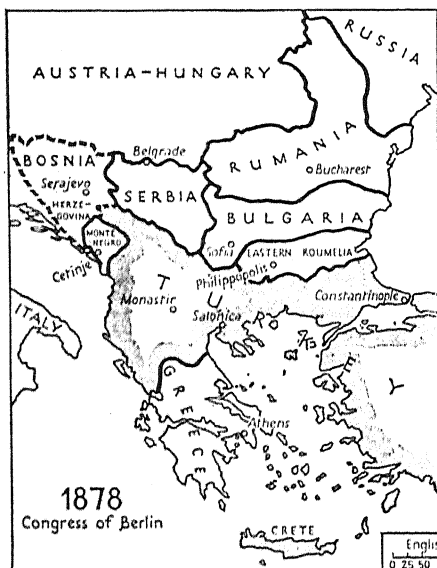 RUSSIA
AUSTRIA-HUNGARY
RUMANIA
Belgrade
BOSNIA
Bucharest
Serajevo
SERBIA
HERZE-
GOVINA
BULGARIA
MONTE
NEGRO
Sofia
EASTERN ROUMELIA
Cetinje
Philippopolis
TURKEY
Monastir
Constantinople
Salonica
ITALY
GREECE
Athens
1878
Congress of Berlin
CRETE
Englis
0 25 50